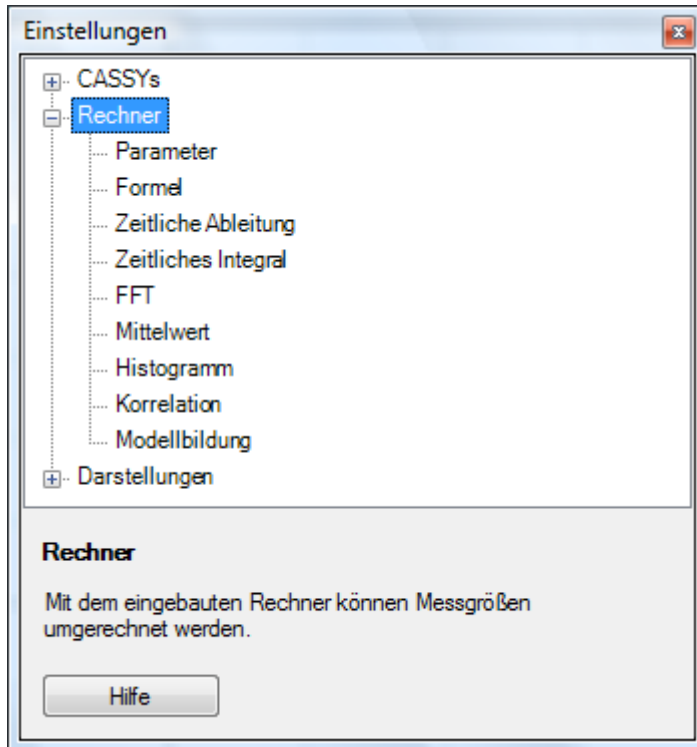 Einstellungen
CASSYs
Rechner
Parameter
Formel
Zeitliche Ableitung
Zeitliches Integral
FFT
Mittelwert
Histogramm
Korrelation
Modellbildung
Darstellungen
Rechner
Mit dem eingebauten Rechner können Messgrößen
umgerechnet werden.
Hilfe